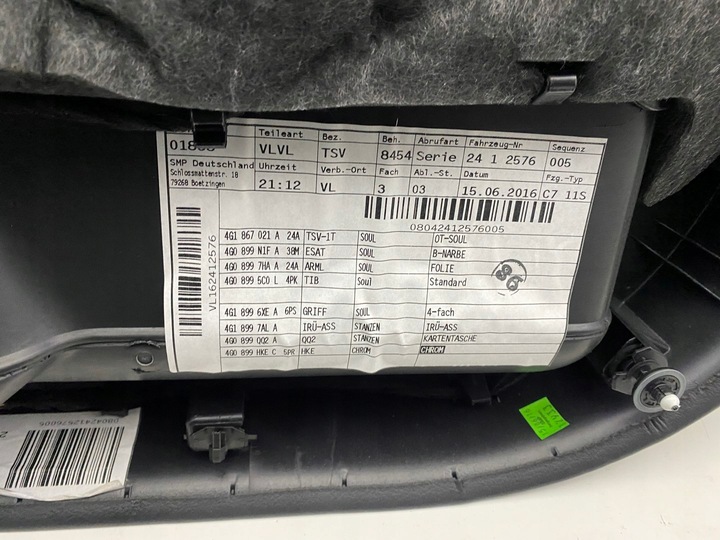 Teileart Bez. Beh. Abrufart Fahrzeug-Nr Sequenz
VLVL TSV 8454 Serie 24 1 2576 005
SMP Deutschland Uhrzeit Verb.-Ort Fach Abl.-St. Datum Fzg.-Typ
Schlossmattenstr. 18
79268 Boetzingen 21:12 VL 3 03 15.06.2016 C7 11S
08042412576005
4G1 867 021 A 24A TSV-1T SOUL OT-SOUL
4G0 899 N1F A 38M ESAT SOUL B-NARBE
4G0 899 7HA A 24A ARML SOUL FOLIE
4G0 899 5C0 L 4PK TIB Soul Standard
86
4G1 899 6XE A 6PS GRIFF SOUL 4-fach
4G1 899 7AL A IRÜ-ASS STANZEN IRÜ-ASS
4G0 899 QQ2 A QQ2 STANZEN KARTENTASCHE
4G0 899 HKE C 5PR HKE CHROM CHROM
VL162412576
08042412576005